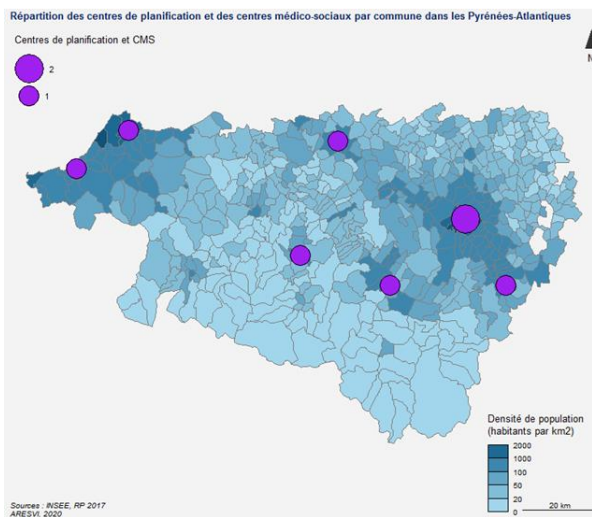 Répartition des centres de planification et des centres médico-sociaux par commune dans les Pyrénées-Atlantiques
Centres de planification et CMS
2
1
N
Densité de population
(habitants par km2)
2000
1000
100
50
20
0
20 km
Sources : INSEE, RP 2017
ARESVI, 2020